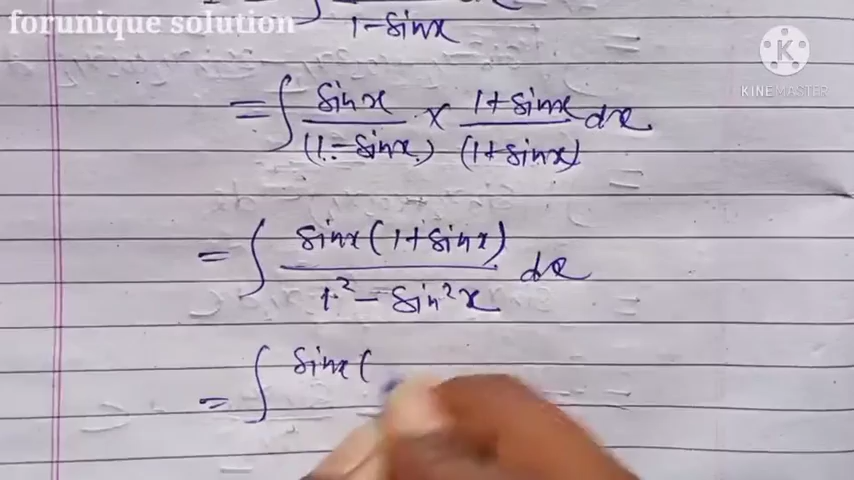 forunique solution
1-sinx
KINEMASTER
= ∫ sinx/(1-sinx) × 1+sinx/(1+sinx) dx
= ∫ sinx(1+sinx)/1²-sin²x dx
= ∫ sinx(